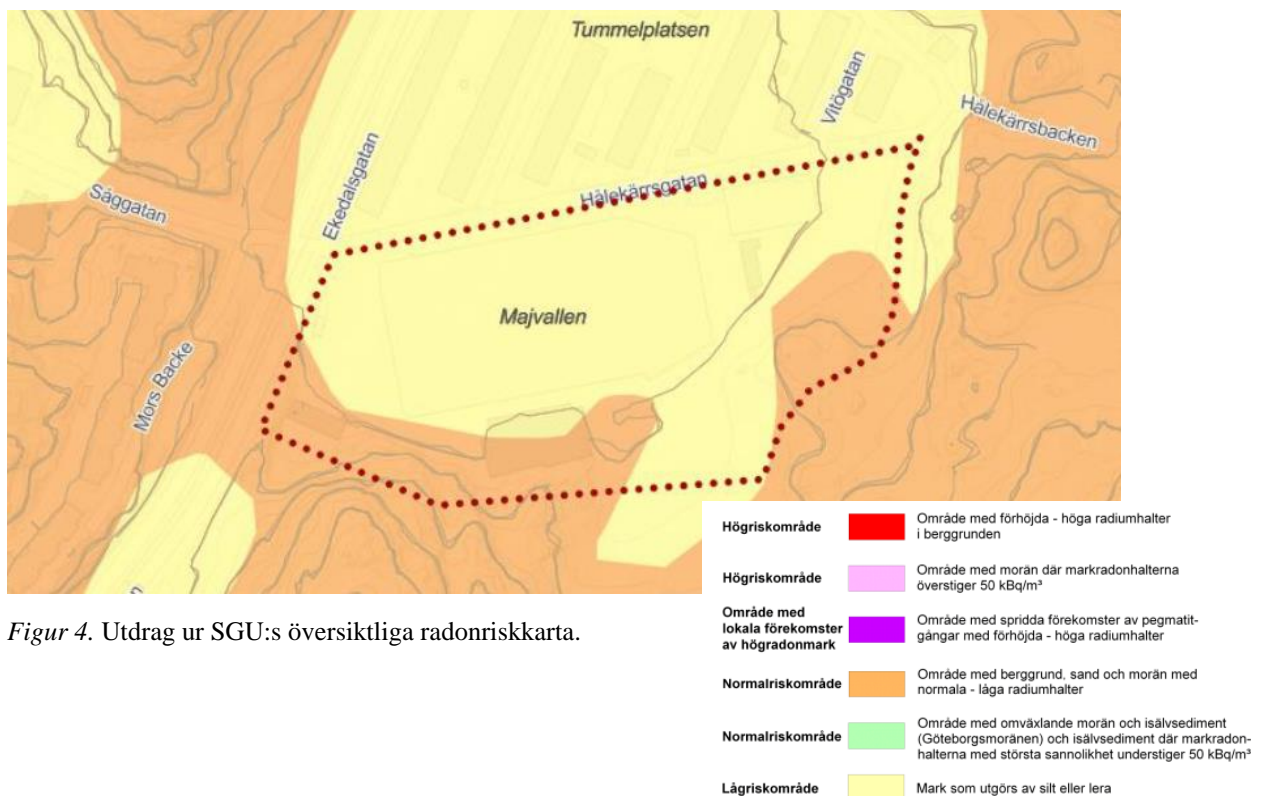 Tummelplatsen
Vitögatan
Hälekärrsbacken
Ekedalsgatan
Hälekärrsgatan
Såggatan
Majvallen
Mors Backe
Figur 4. Utdrag ur SGU:s översiktliga radonriskkarta.
Högriskområde
Område med förhöjda - höga radiumhalter
i berggrunden
Högriskområde
Område med morän där markradonhalterna
överstiger 50 kBq/m³
Område med
lokala förekomster
av högradonmark
Område med spridda förekomster av pegmatit-
gångar med förhöjda - höga radiumhalter
Normalriskområde
Område med berggrund, sand och morän med
normala - låga radiumhalter
Normalriskområde
Område med omväxlande morän och isälvsediment
(Göteborgsmoränen) och isälvsediment där markradon-
halterna med största sannolikhet understiger 50 kBq/m³
Lågriskområde
Mark som utgörs av silt eller lera